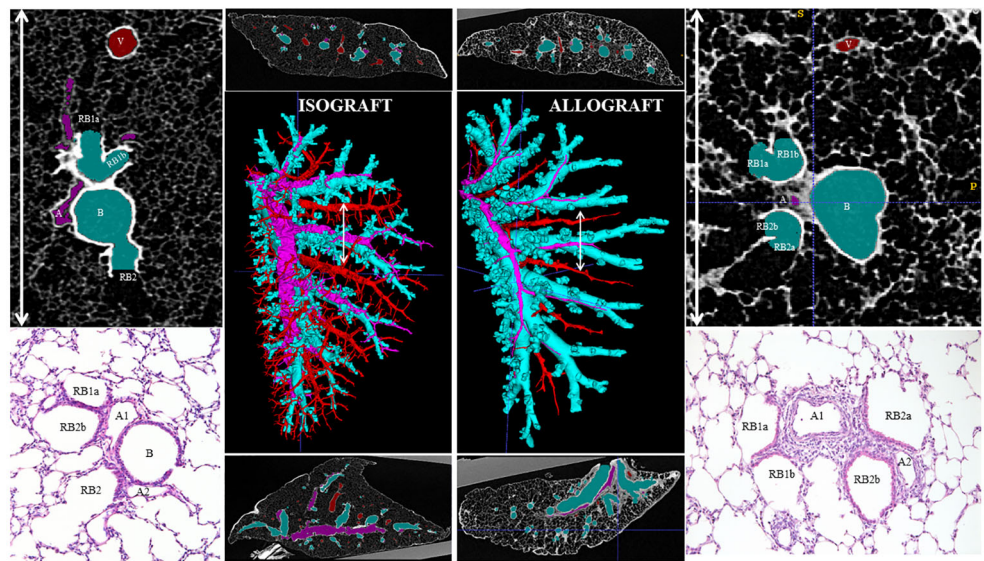 V
RB1a
RB1b
A
B
RB2
ISOGRAFT
ALLOGRAFT
S
V
RB1b
RB1a
A
B
P
RB2b
RB2a
RB1a
A1
RB2b
B
RB2
A2
A1
RB2a
RB1a
A2
RB1b
RB2b